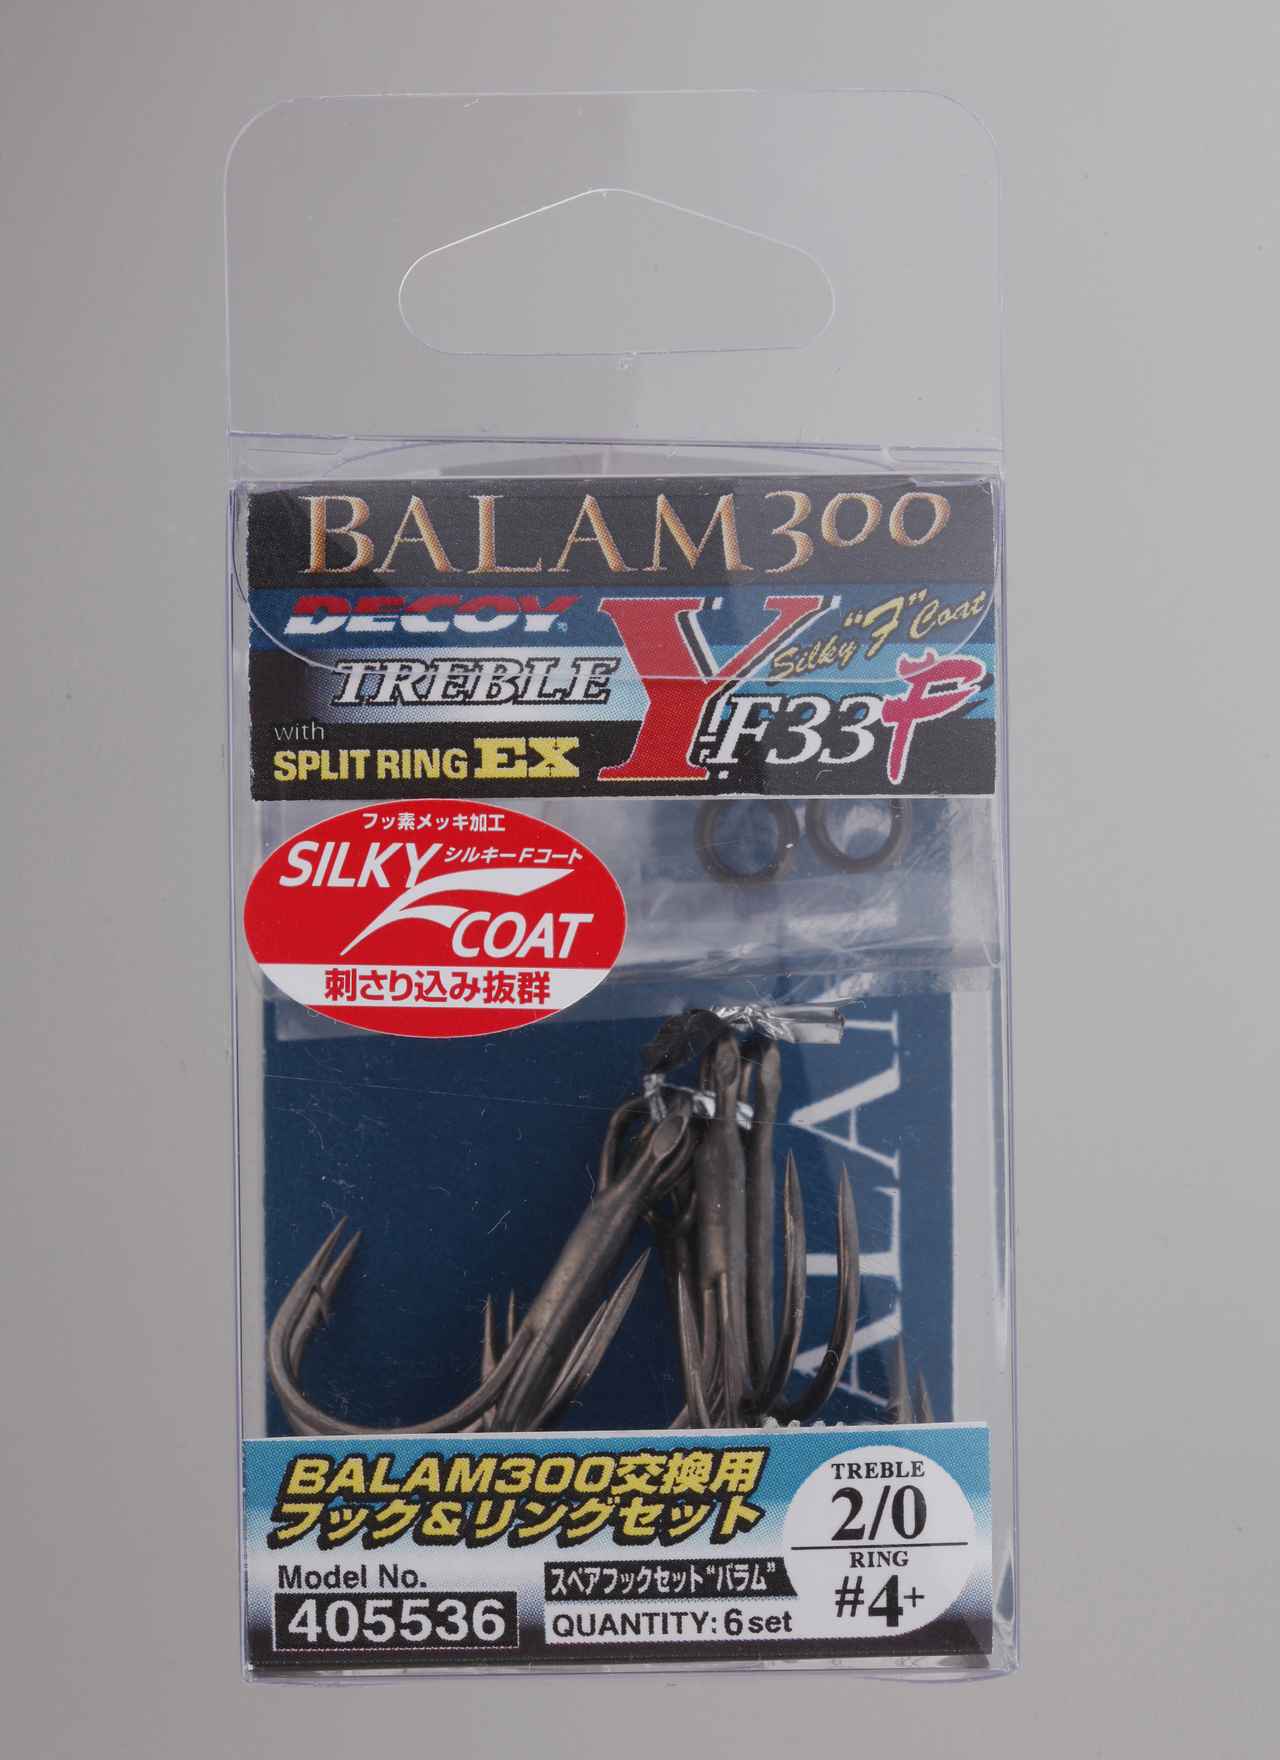 BALAM300
DECOY
Silky "F" Coat
TREBLE Y F33F
with
SPLIT RING EX
フッ素メッキ加工
SILKY シルキーFコート
F COAT
刺さり込み抜群
BALAM300交換用
フック&リングセット
Model No.
405536
スペアフックセット"バラム"
QUANTITY: 6 set
TREBLE
2/0
RING
#4+